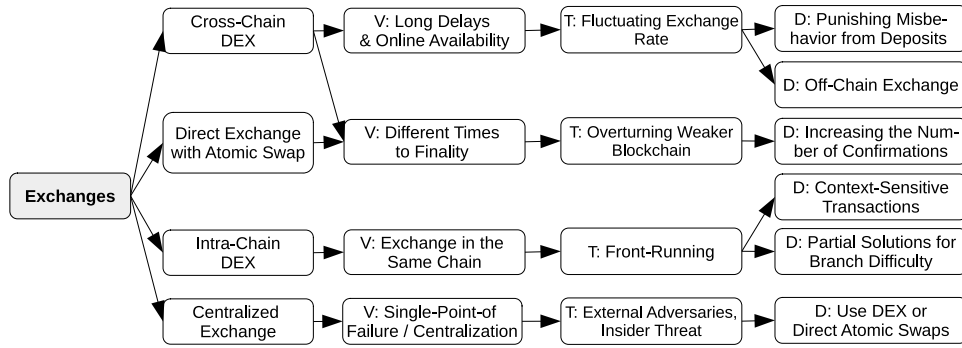 Cross-Chain
DEX
V: Long Delays
& Online Availability
T: Fluctuating Exchange
Rate
D: Punishing Misbe-
havior from Deposits
D: Off-Chain Exchange
Direct Exchange
with Atomic Swap
V: Different Times
to Finality
T: Overturning Weaker
Blockchain
D: Increasing the Num-
ber of Confirmations
Exchanges
D: Context-Sensitive
Transactions
Intra-Chain
DEX
V: Exchange in the
Same Chain
T: Front-Running
D: Partial Solutions for
Branch Difficulty
Centralized
Exchange
V: Single-Point-of
Failure / Centralization
T: External Adversaries,
Insider Threat
D: Use DEX or
Direct Atomic Swaps